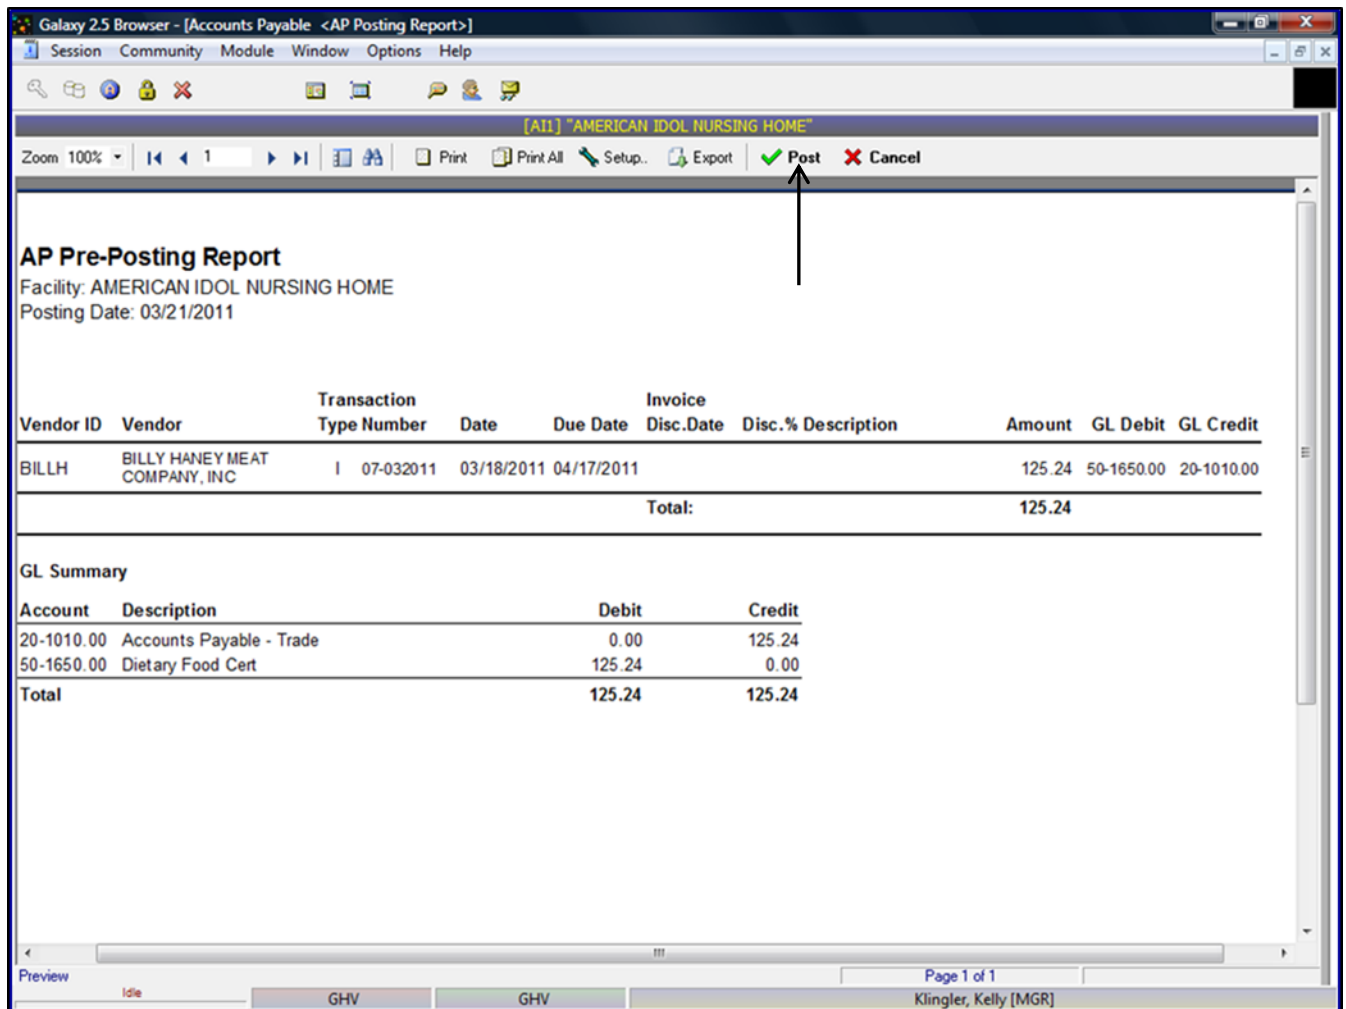 Galaxy 2.5 Browser - [Accounts Payable <AP Posting Report>]
Session Community Module Window Options Help
[AI1] "AMERICAN IDOL NURSING HOME"
Zoom 100% 1 Print Print All Setup.. Export Post Cancel
AP Pre-Posting Report
Facility: AMERICAN IDOL NURSING HOME
Posting Date: 03/21/2011
Transaction Invoice
Vendor ID Vendor Type Number Date Due Date Disc.Date Disc.% Description Amount GL Debit GL Credit
BILLH BILLY HANEY MEAT COMPANY, INC I 07-032011 03/18/2011 04/17/2011 125.24 50-1650.00 20-1010.00
Total: 125.24
GL Summary
Account Description Debit Credit
20-1010.00 Accounts Payable - Trade 0.00 125.24
50-1650.00 Dietary Food Cert 125.24 0.00
Total 125.24 125.24
Preview Page 1 of 1
Idle GHV GHV Klingler, Kelly [MGR]